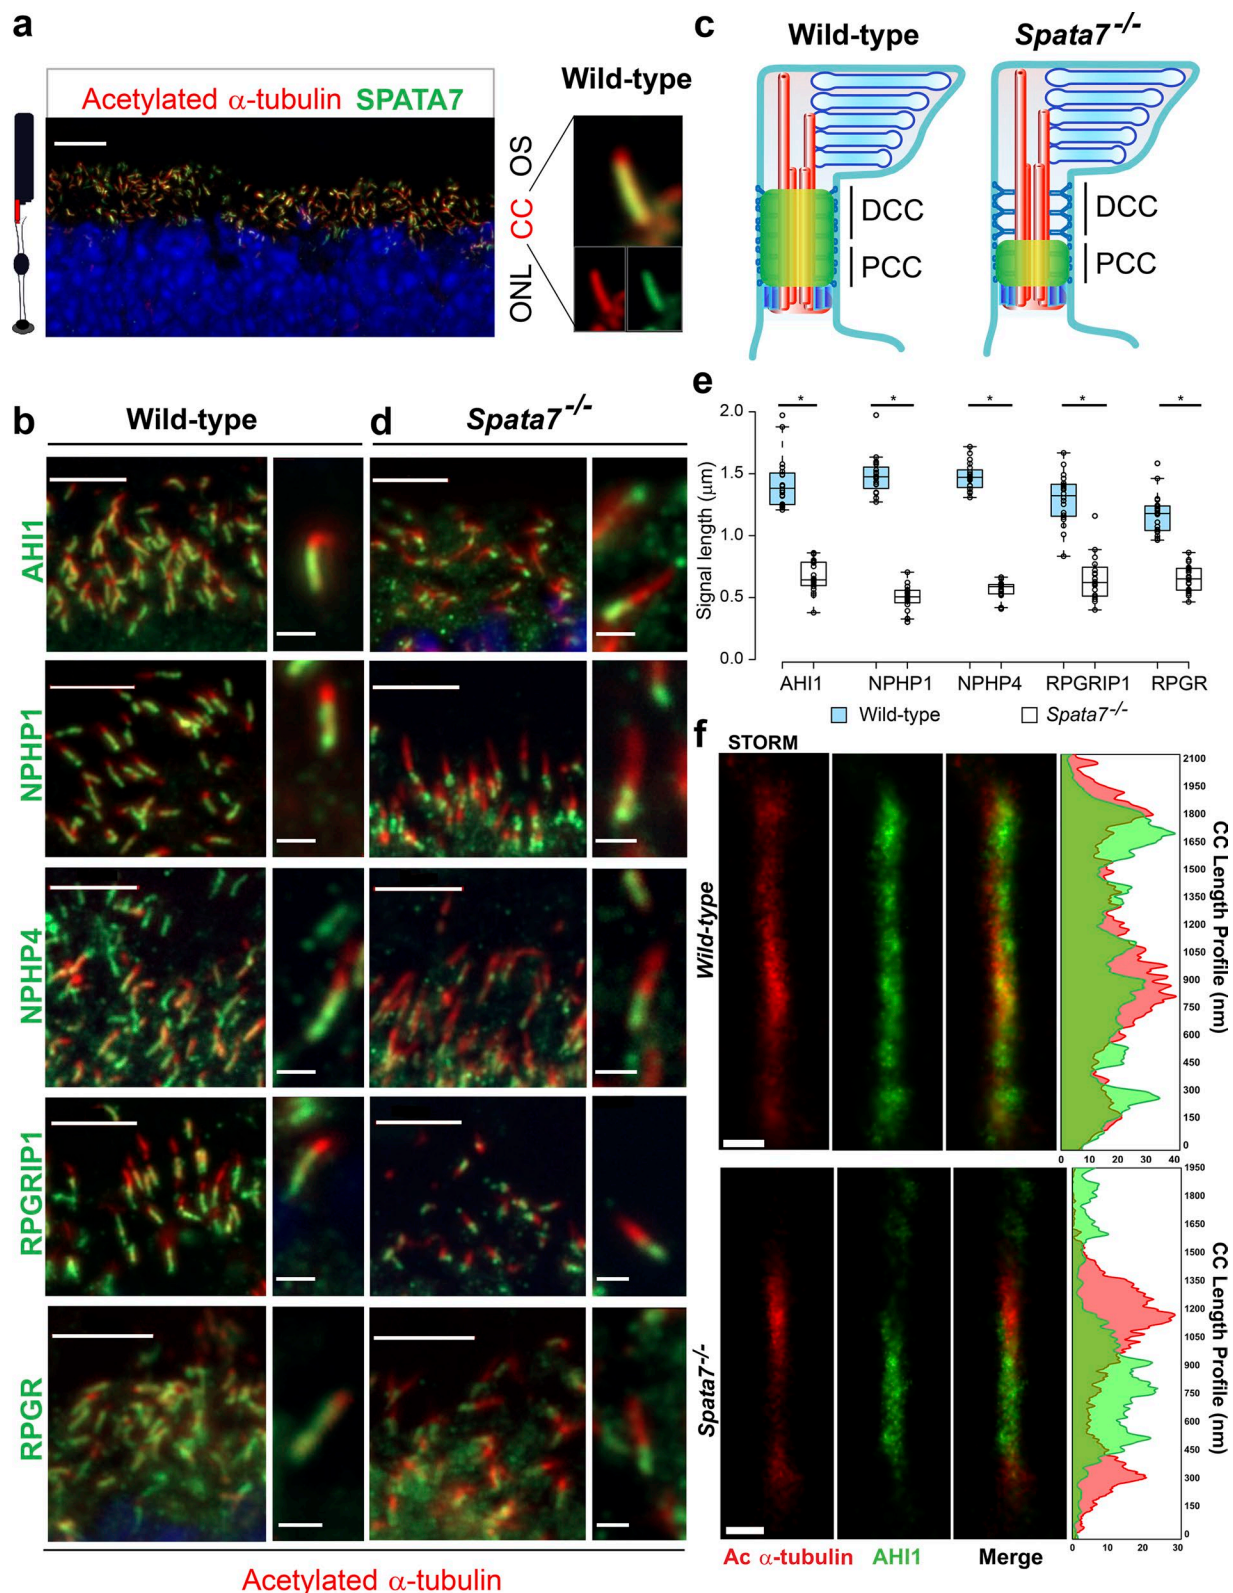 a
Acetylated α-tubulin SPATA7
Wild-type
OS
CC
ONL
c
Wild-type
Spata7-/-
DCC
PCC
DCC
PCC
b
Wild-type
d
Spata7-/-
AHI1
NPHP1
NPHP4
RPGRIP1
RPGR
Acetylated α-tubulin
e
* * * * *
Signal length (μm)
2.0
1.5
1.0
0.5
0.0
AHI1 NPHP1 NPHP4 RPGRIP1 RPGR
Wild-type Spata7-/-
f
STORM
Wild-type
2100
1950
1800
1650
1500
1350
1200
1050
900
750
600
450
300
150
0
0 10 20 30 40
CC Length Profile (nm)
Spata7-/-
1950
1800
1650
1500
1350
1200
1050
900
750
600
450
300
150
0
0 10 20 30
CC Length Profile (nm)
Ac α-tubulin AHI1 Merge